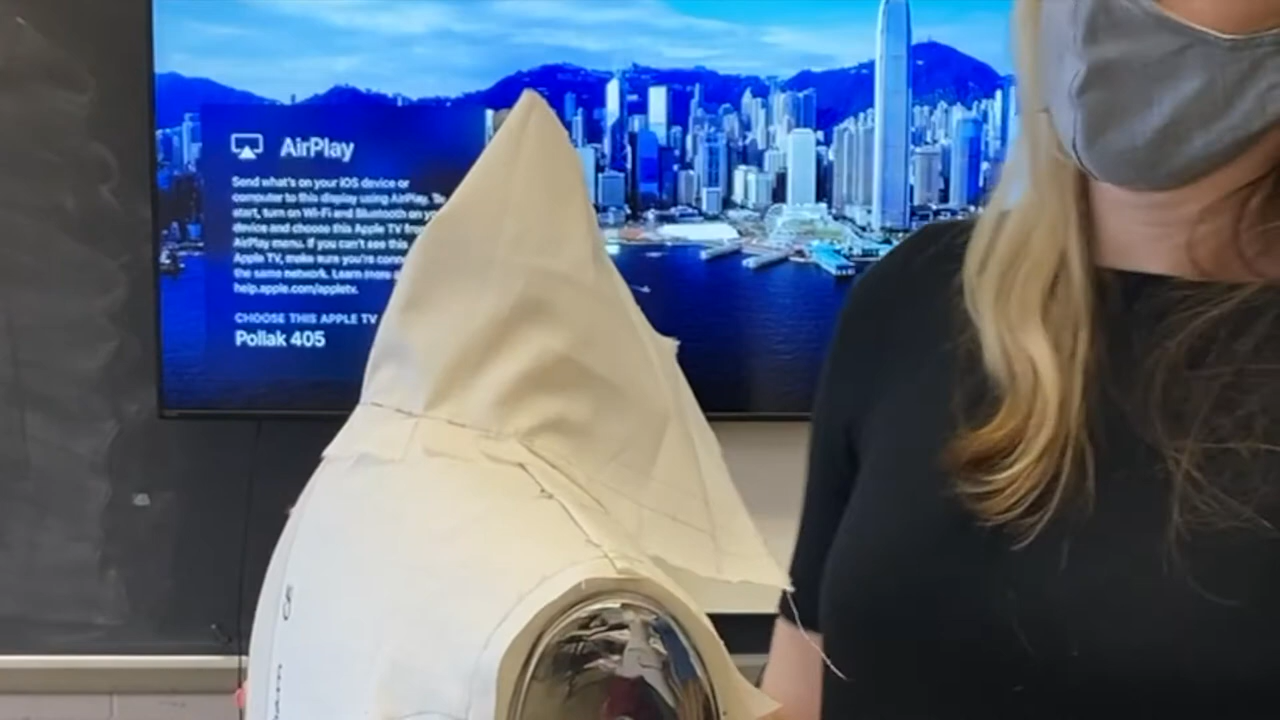 AirPlay
Send what's on your iOS device or
computer to this display using AirPlay. To
start, turn on Wi-Fi and Bluetooth on
device and choose this Apple TV
AirPlay menu. If you can't see this
Apple TV, make sure you're
the same network. Learn more
help.apple.com/appletv.
CHOOSE THIS APPLE TV
Pollak 405